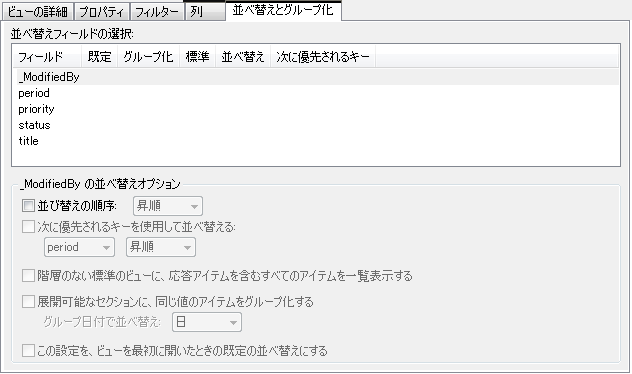 ビューの詳細 プロパティ フィルター 列 並べ替えとグループ化
並べ替えフィールドの選択:
フィールド 既定 グループ化 標準 並べ替え 次に優先されるキー
_ModifiedBy
period
priority
status
title
_ModifiedBy の並べ替えオプション
並び替えの順序: 昇順
次に優先されるキーを使用して並べ替える:
period 昇順
階層のない標準のビューに、応答アイテムを含むすべてのアイテムを一覧表示する
展開可能なセクションに、同じ値のアイテムをグループ化する
グループ日付で並べ替え: 日
この設定を、ビューを最初に開いたときの既定の並べ替えにする